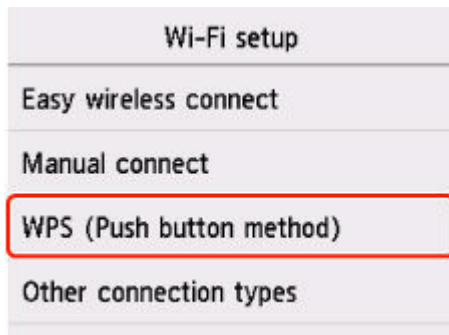 Wi-Fi setup
Easy wireless connect
Manual connect
WPS (Push button method)
Other connection types